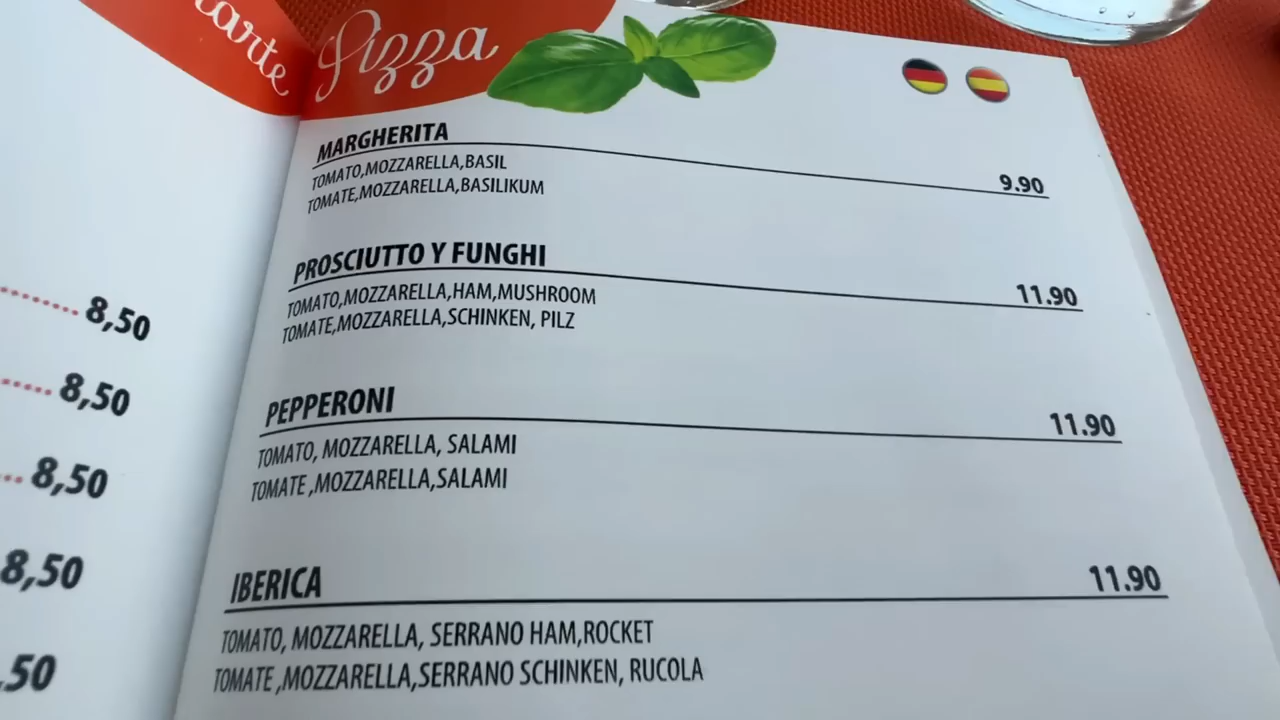 arte
8,50
8,50
8,50
8,50
.50
Pizza
MARGHERITA 9.90
TOMATO,MOZZARELLA,BASIL
TOMATE,MOZZARELLA,BASILIKUM
PROSCIUTTO Y FUNGHI 11.90
TOMATO,MOZZARELLA,HAM,MUSHROOM
TOMATE,MOZZARELLA,SCHINKEN, PILZ
PEPPERONI 11.90
TOMATO, MOZZARELLA, SALAMI
TOMATE ,MOZZARELLA,SALAMI
IBERICA 11.90
TOMATO, MOZZARELLA, SERRANO HAM,ROCKET
TOMATE ,MOZZARELLA,SERRANO SCHINKEN, RUCOLA